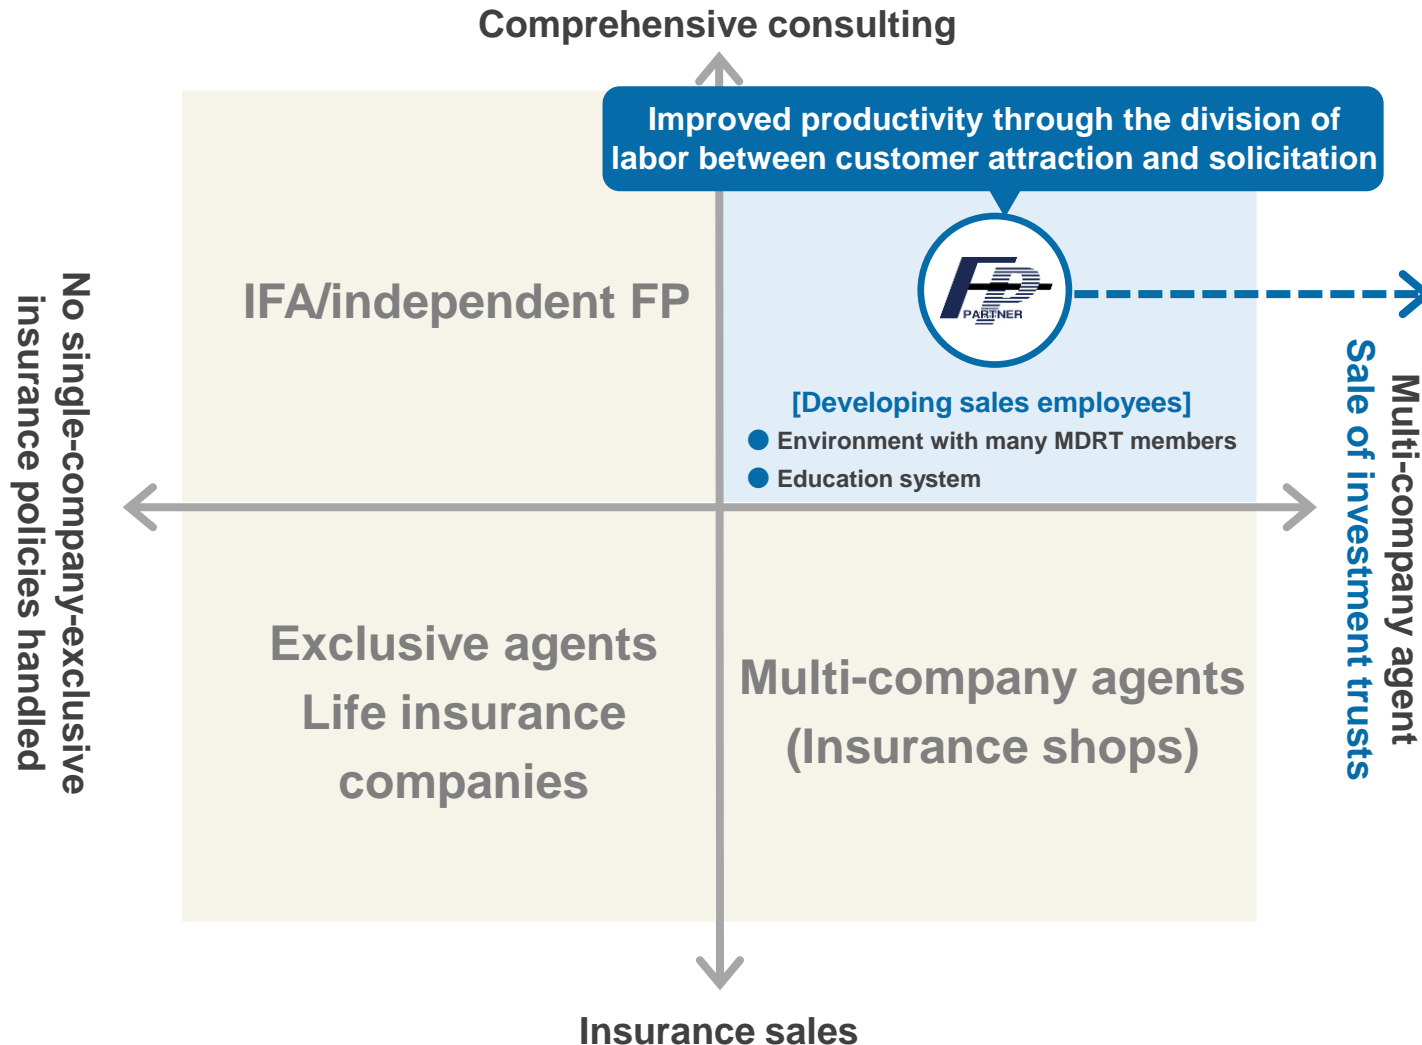 Comprehensive consulting
Improved productivity through the division of
labor between customer attraction and solicitation
IFA/independent FP
FP
PARTNER
[Developing sales employees]
Environment with many MDRT members
Education system
No single-company-exclusive
insurance policies handled
Multi-company agent
Sale of investment trusts
Exclusive agents
Life insurance
companies
Multi-company agents
(Insurance shops)
Insurance sales